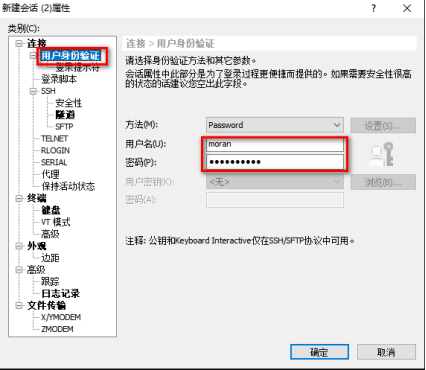 新建会话 (2)属性
?
×
类别(C):
连接
用户身份验证
登录提示符
登录脚本
SSH
安全性
隧道
SFTP
TELNET
RLOGIN
SERIAL
代理
保持活动状态
终端
键盘
VT 模式
高级
外观
边距
高级
跟踪
日志记录
文件传输
X/YMODEM
ZMODEM
连接 > 用户身份验证
请选择身份验证方法和其它参数。
会话属性中此部分是为了登录过程更便捷而提供的。如果需要安全性很高
的状态的话建议您空出此字段。
方法(M): Password 设置(S)...
用户名(U): moran
密码(P): ●●●●●●●●●●
用户密钥(K): <无> 浏览(B)...
密码(A):
注释: 公钥和Keyboard Interactive仅在SSH/SFTP协议中可用。
确定 取消